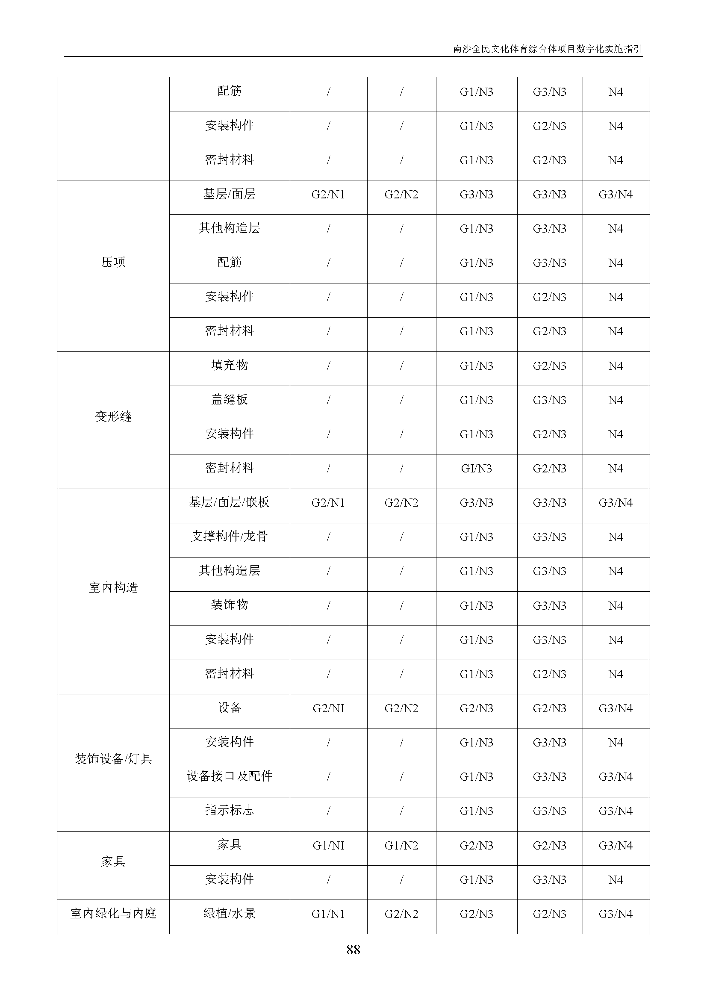 南沙全民文化体育综合体项目数字化实施指引
配筋 / / G1/N3 G3/N3 N4
安装构件 / / G1/N3 G2/N3 N4
密封材料 / / G1/N3 G2/N3 N4
压项
基层/面层 G2/N1 G2/N2 G3/N3 G3/N3 G3/N4
其他构造层 / / G1/N3 G3/N3 N4
配筋 / / G1/N3 G3/N3 N4
安装构件 / / G1/N3 G2/N3 N4
密封材料 / / G1/N3 G2/N3 N4
变形缝
填充物 / / G1/N3 G2/N3 N4
盖缝板 / / G1/N3 G3/N3 N4
安装构件 / / G1/N3 G2/N3 N4
密封材料 / / GI/N3 G2/N3 N4
室内构造
基层/面层/嵌板 G2/N1 G2/N2 G3/N3 G3/N3 G3/N4
支撑构件/龙骨 / / G1/N3 G3/N3 N4
其他构造层 / / G1/N3 G3/N3 N4
装饰物 / / G1/N3 G3/N3 N4
安装构件 / / G1/N3 G3/N3 N4
密封材料 / / G1/N3 G2/N3 N4
装饰设备/灯具
设备 G2/NI G2/N2 G2/N3 G2/N3 G3/N4
安装构件 / / G1/N3 G3/N3 N4
设备接口及配件 / / G1/N3 G3/N3 G3/N4
指示标志 / / G1/N3 G3/N3 G3/N4
家具
家具 G1/NI G1/N2 G2/N3 G2/N3 G3/N4
安装构件 / / G1/N3 G3/N3 N4
室内绿化与内庭 绿植/水景 G1/N1 G2/N2 G2/N3 G2/N3 G3/N4
88